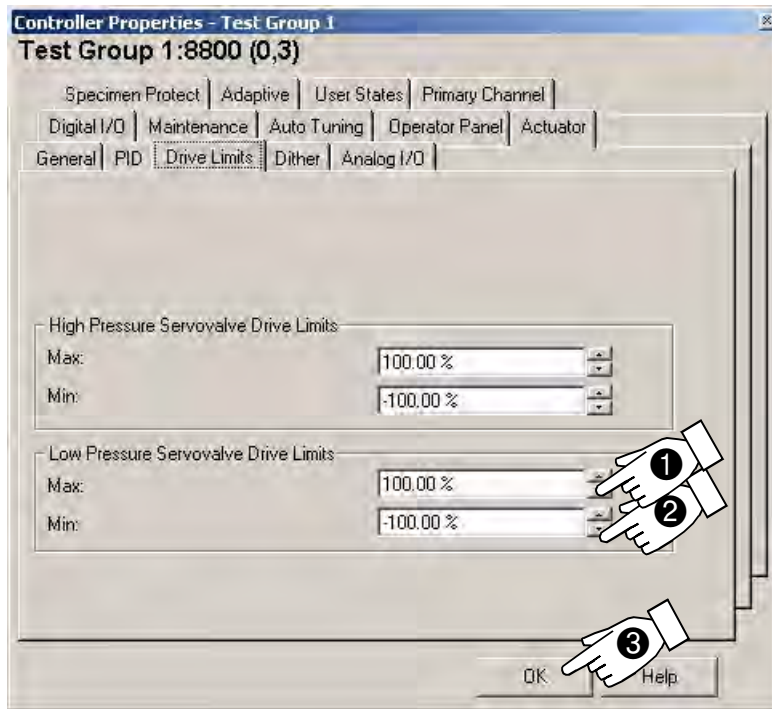 Controller Properties - Test Group 1
Test Group 1:8800 (0,3)
Specimen Protect Adaptive User States Primary Channel
Digital I/O Maintenance Auto Tuning Operator Panel Actuator
General PID Drive Limits Dither Analog I/O
High Pressure Servovalve Drive Limits
Max: 100.00 %
Min: -100.00 %
Low Pressure Servovalve Drive Limits
Max: 100.00 %
Min: -100.00 %
1
2
3
OK Help